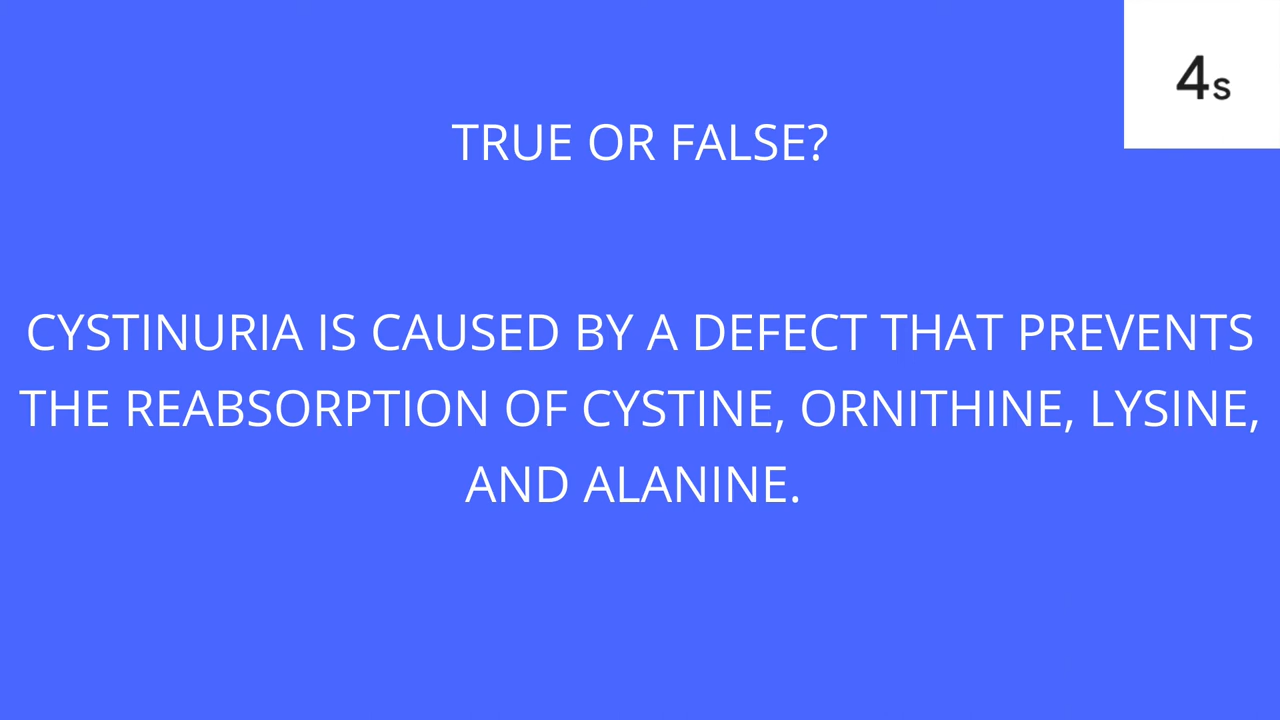 4s
TRUE OR FALSE?
CYSTINURIA IS CAUSED BY A DEFECT THAT PREVENTS
THE REABSORPTION OF CYSTINE, ORNITHINE, LYSINE,
AND ALANINE.